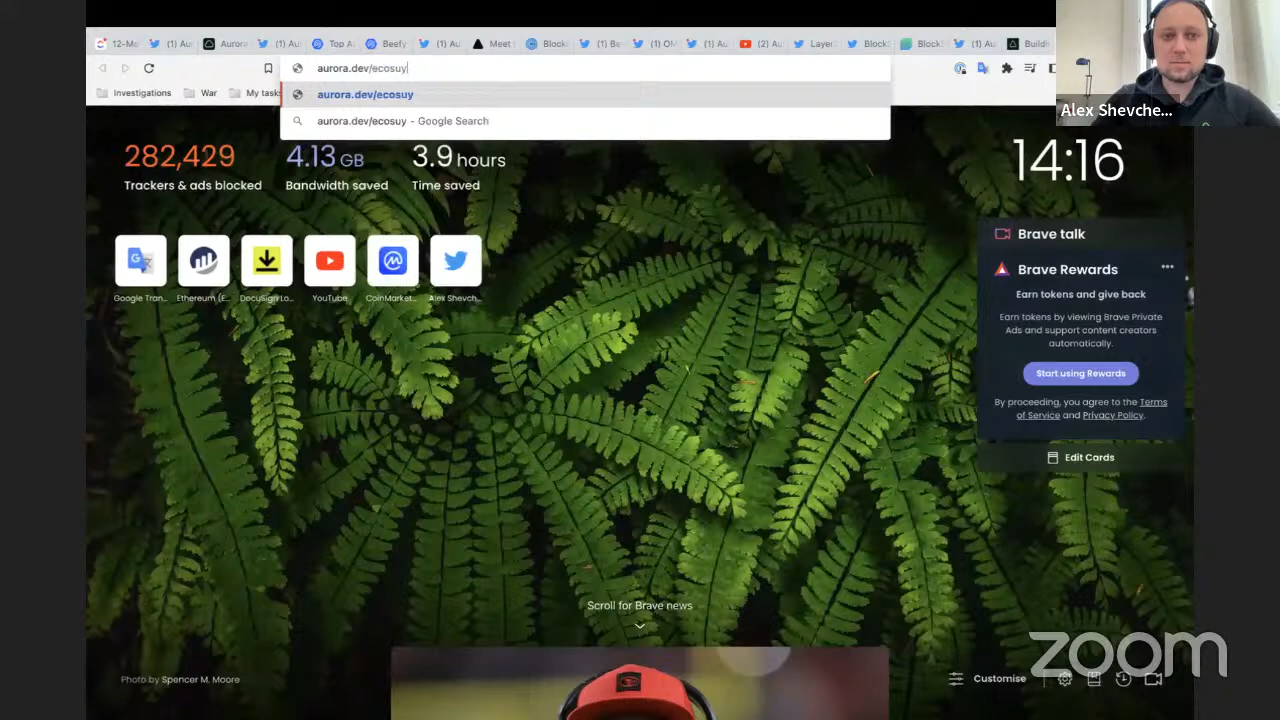 12-Me (1) Au Aurora (1) Au Top A Beefy (1) Au Meet Block (1) Be (1) ON (1) Au (2) Au Layer Block Block (1) Au Buildi
aurora.dev/ecosuy
Investigations War My tasks
aurora.dev/ecosuy
aurora.dev/ecosuy - Google Search
Alex Shevche...
282,429 4.13 GB 3.9 hours
Trackers & ads blocked Bandwidth saved Time saved
14:16
Brave talk
Brave Rewards
Earn tokens and give back
Earn tokens by viewing Brave Private
Ads and support content creators
automatically.
Start using Rewards
By proceeding, you agree to the Terms
of Service and Privacy Policy.
Edit Cards
Google Tran... Ethereum (E... DocuSign Lo... YouTube CoinMarket... Alex Shevch...
Scroll for Brave news
Photo by Spencer M. Moore
Customise
zoom